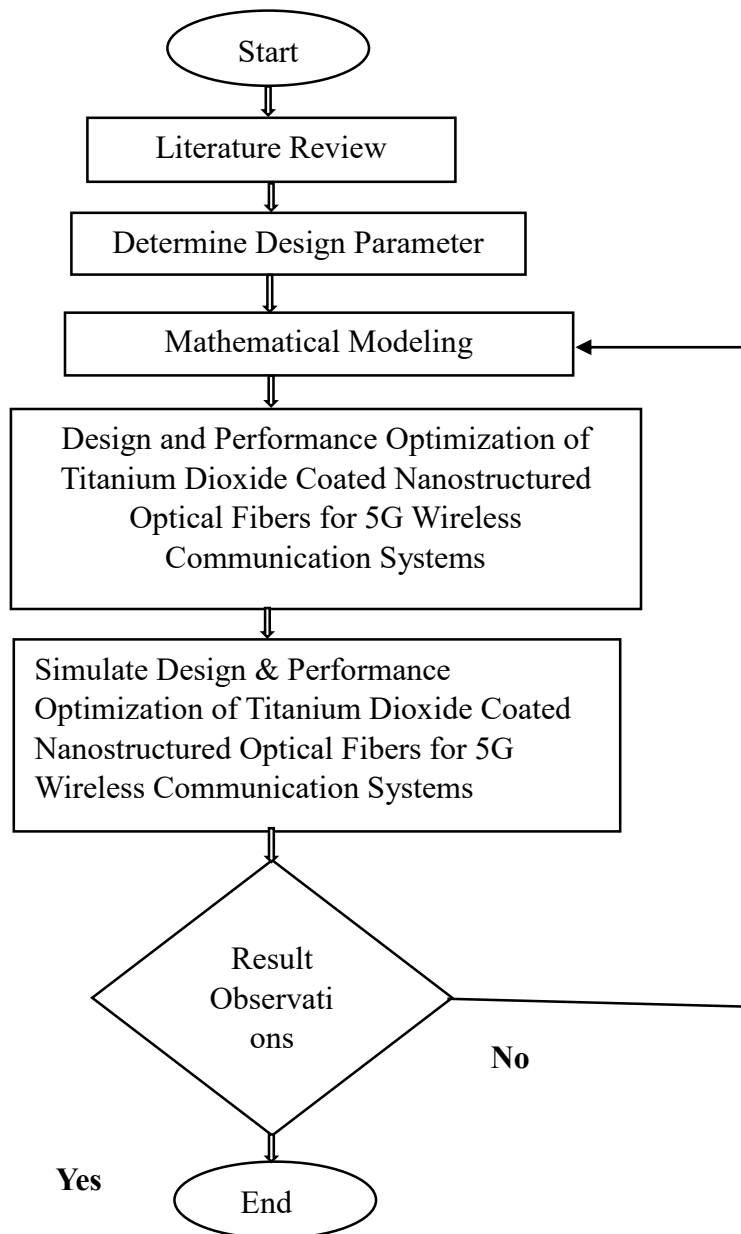 Start
Literature Review
Determine Design Parameter
Mathematical Modeling
Design and Performance Optimization of
Titanium Dioxide Coated Nanostructured
Optical Fibers for 5G Wireless
Communication Systems
Simulate Design & Performance
Optimization of Titanium Dioxide Coated
Nanostructured Optical Fibers for 5G
Wireless Communication Systems
Result
Observati
ons
No
Yes
End